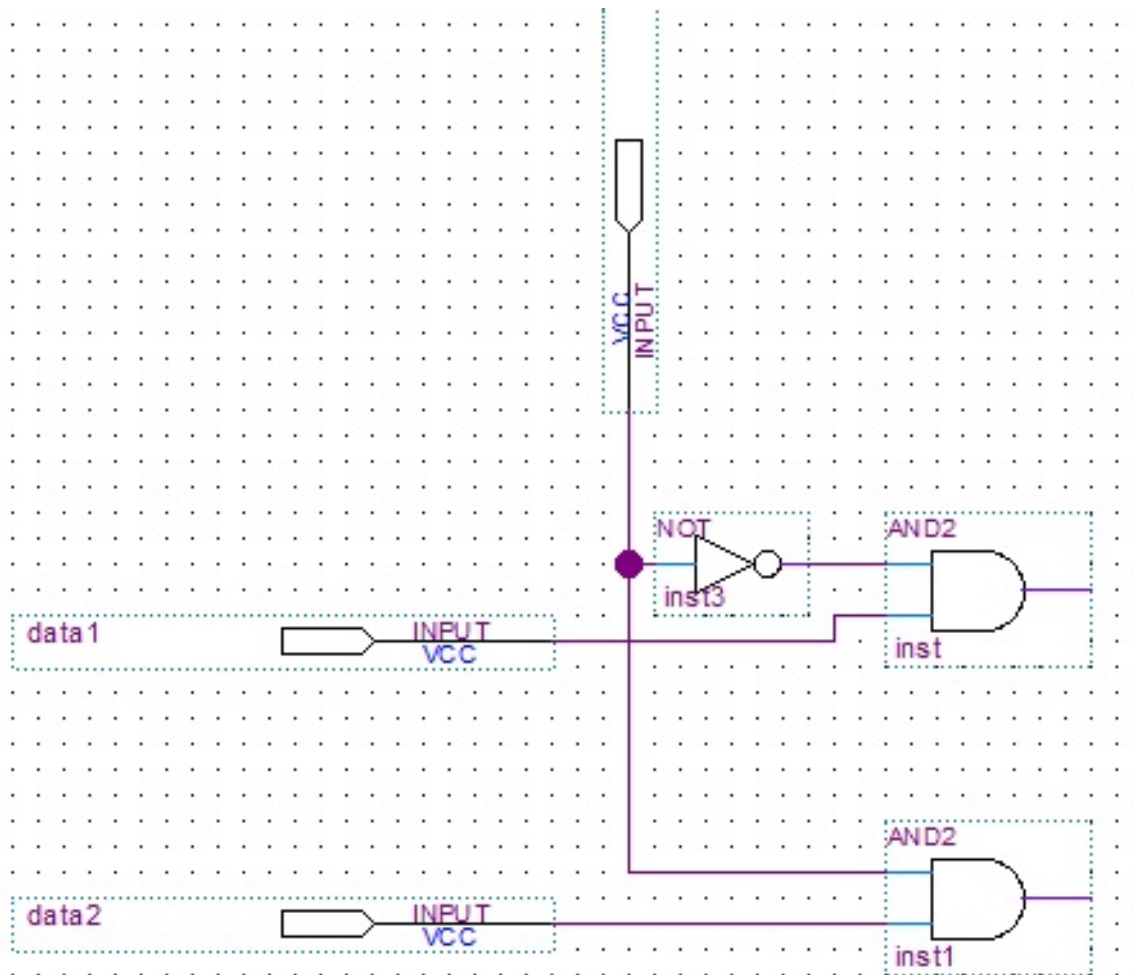 VCC
INPUT
NOT
inst3
AND2
inst
data1
INPUT
VCC
AND2
inst1
data2
INPUT
VCC